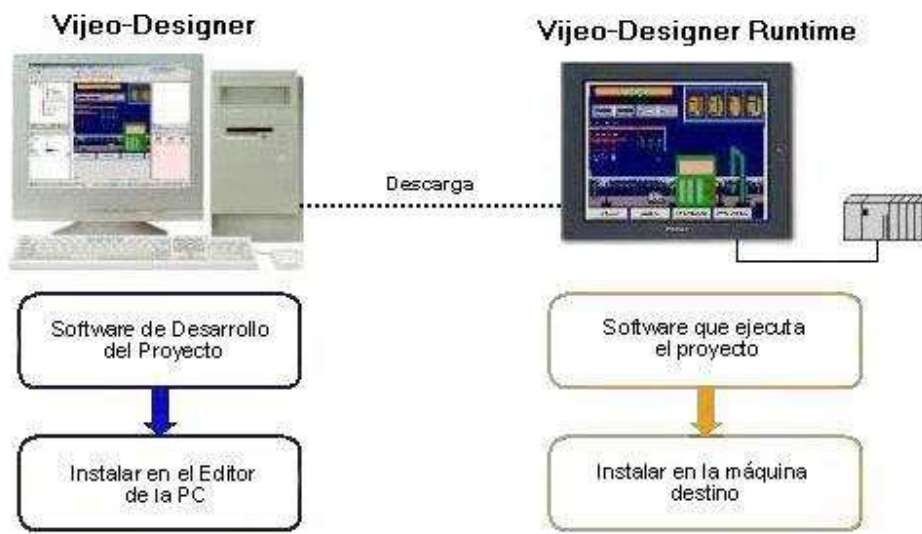 Vijeo-Designer
Vijeo-Designer Runtime
Descarga
Software de Desarrollo
del Proyecto
Software que ejecuta
el proyecto
Instalar en el Editor
de la PC
Instalar en la máquina
destino